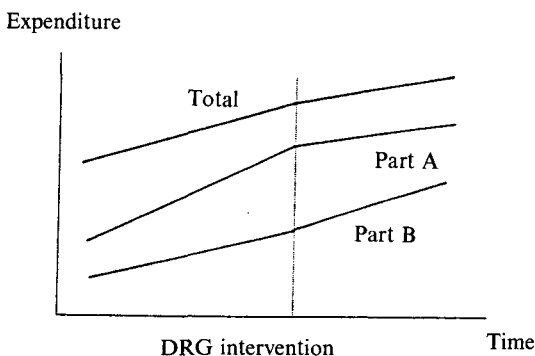 Expenditure
Total
Part A
Part B
DRG intervention
Time